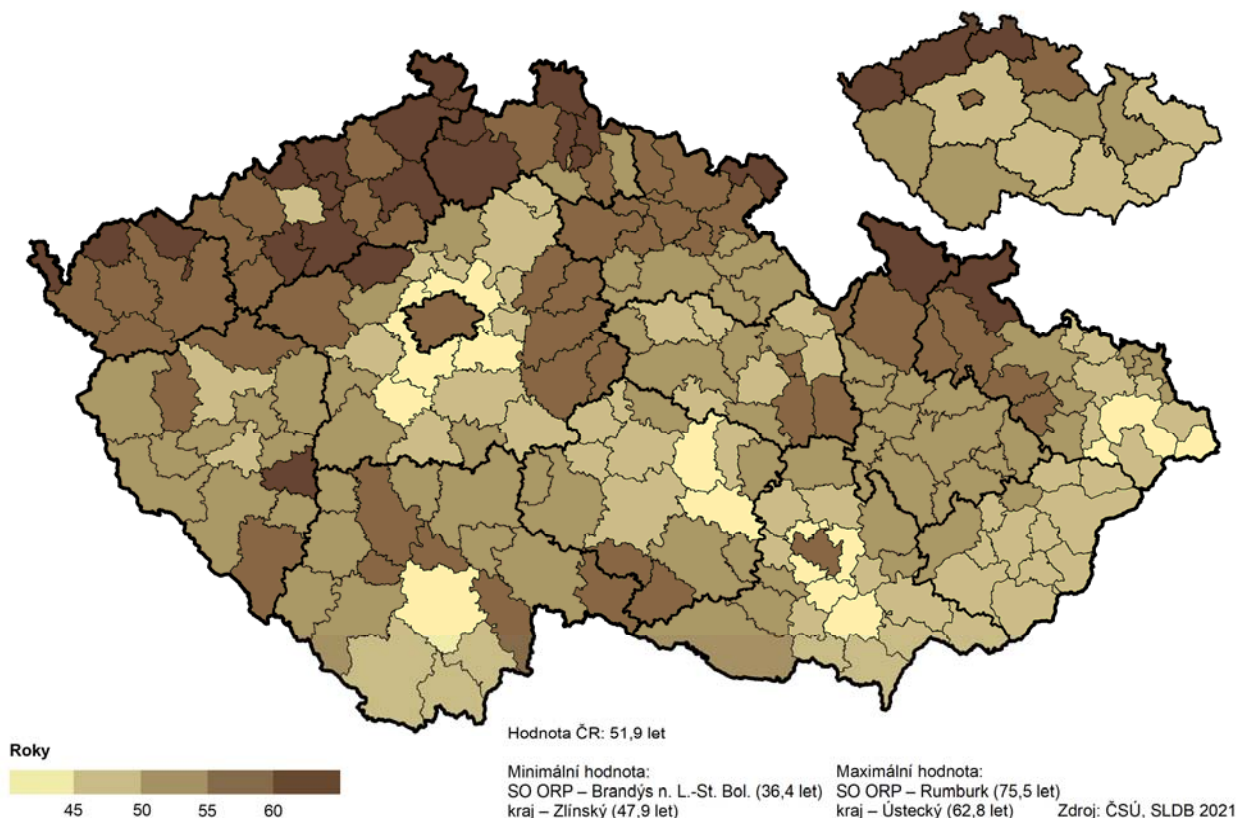 Hodnota ČR: 51,9 let
Roky
45 50 55 60
Minimální hodnota:
SO ORP – Brandýs n. L.-St. Bol. (36,4 let)
kraj – Zlínský (47,9 let)
Maximální hodnota:
SO ORP – Rumburk (75,5 let)
kraj – Ústecký (62,8 let)
Zdroj: ČSÚ, SLDB 2021